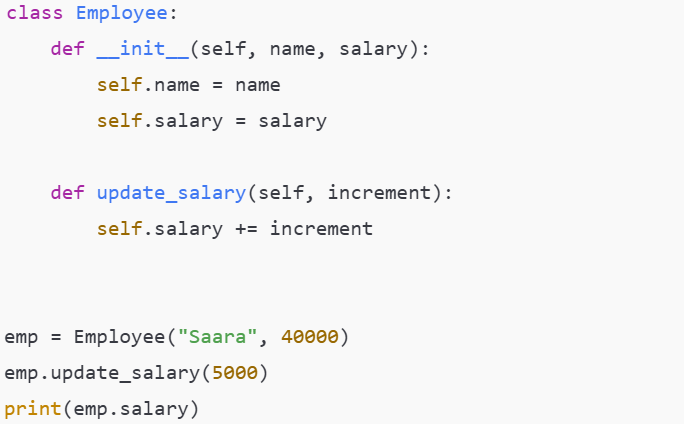 class Employee:
    def __init__(self, name, salary):
        self.name = name
        self.salary = salary
    def update_salary(self, increment):
        self.salary += increment
emp = Employee("Saara", 40000)
emp.update_salary(5000)
print(emp.salary)